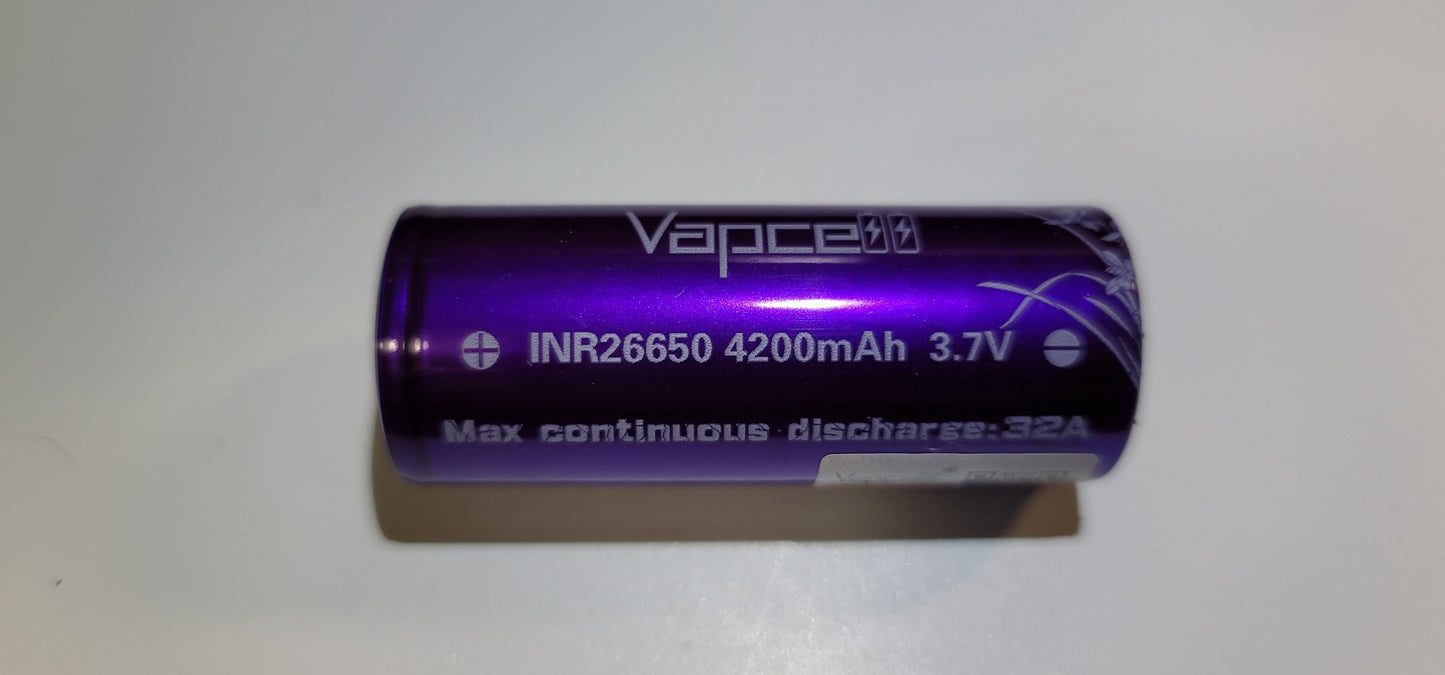 Vapcell
INR26650 4200mAh 3.7V
Max continuous discharge:32A